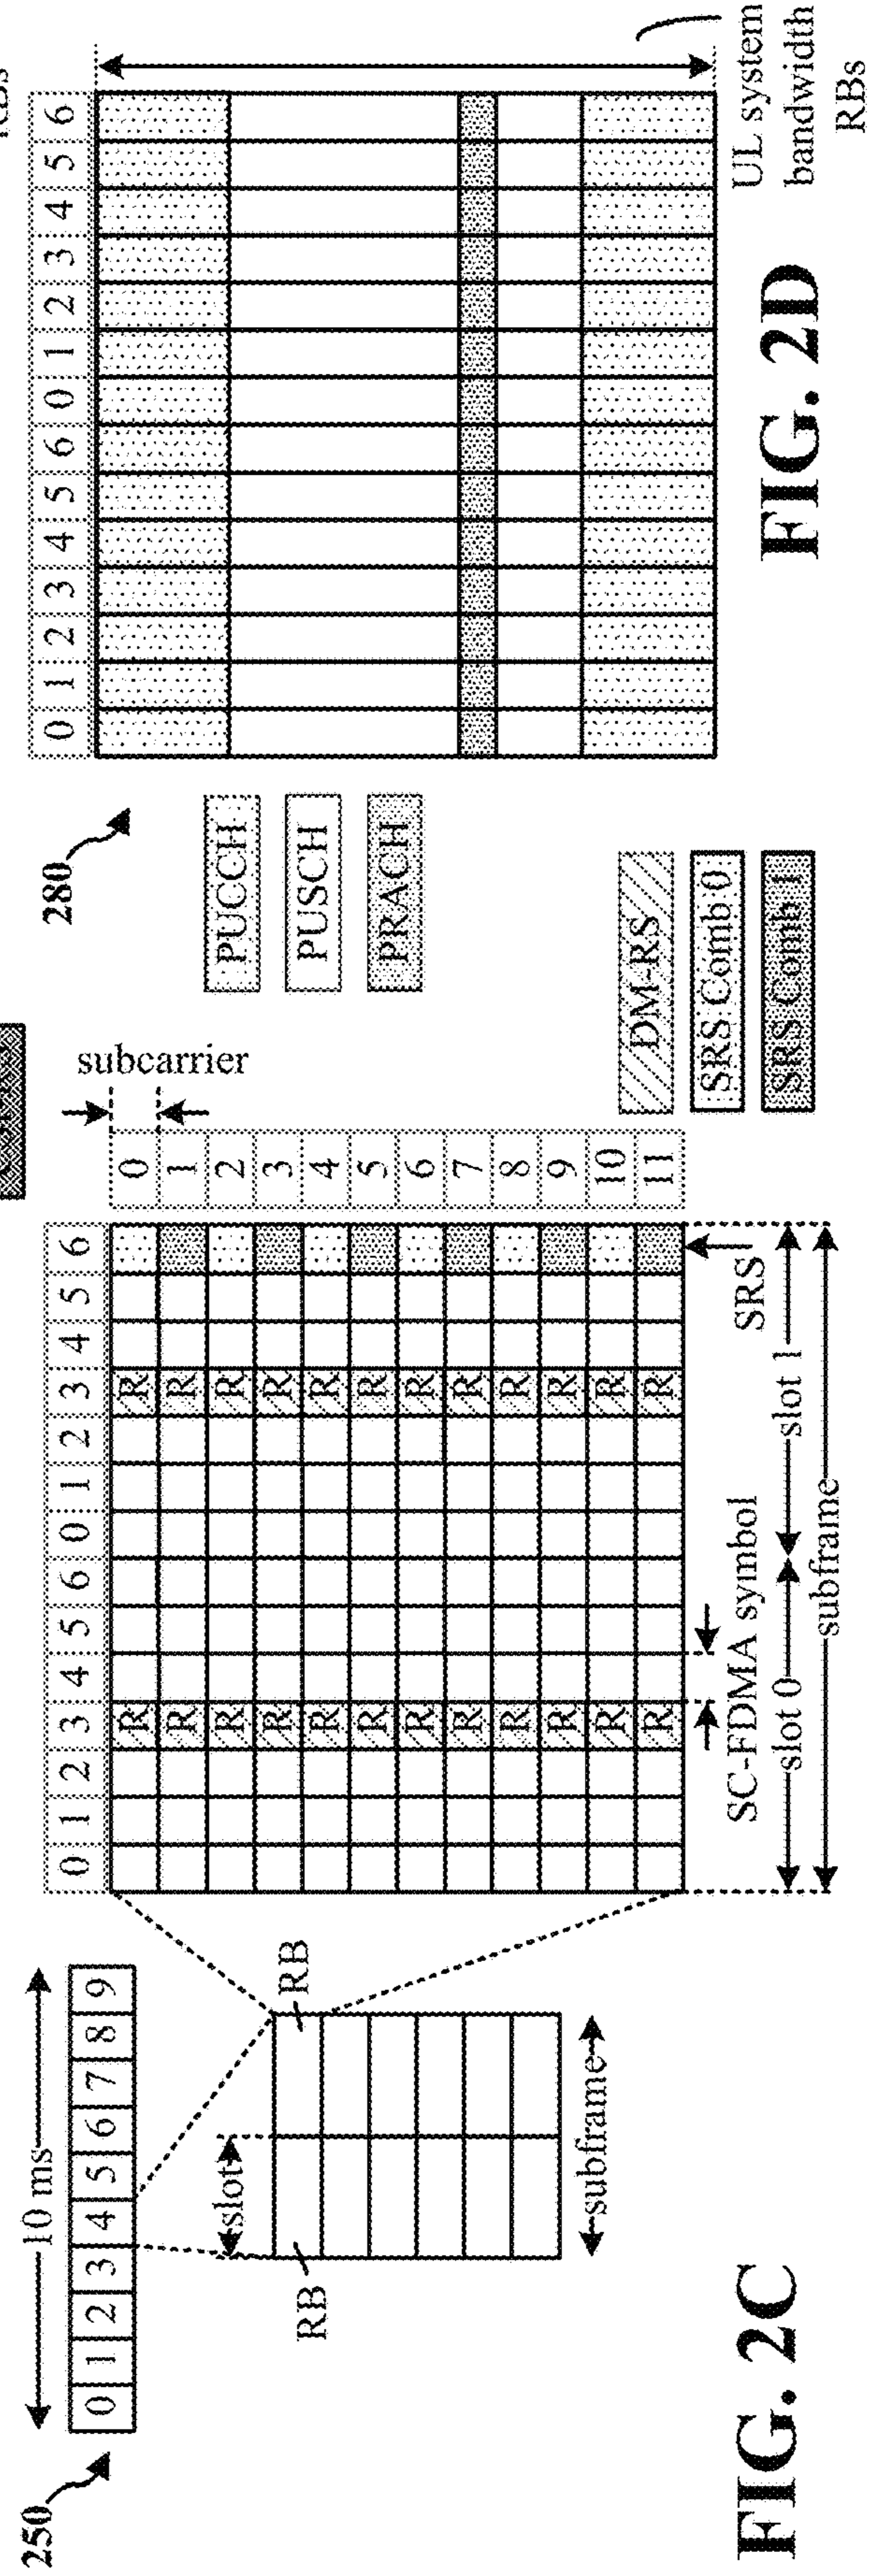 250
10 ms
0 1 2 3 4 5 6 7 8 9
slot
RB
RB
subframe
0 1 2 3 4 5 6 0 1 2 3 4 5 6
subcarrier
R R 0
R R 1
R R 2
R R 3
R R 4
R R 5
R R 6
R R 7
R R 8
R R 9
R R 10
R R 11
SC-FDMA symbol
SRS
slot 0
slot 1
subframe
DM-RS
SRS Comb 0
SRS Comb 1
FIG. 2C
280
PUCCH
PUSCH
PRACH
0 1 2 3 4 5 6 0 1 2 3 4 5 6
UL system
bandwidth
RBs
FIG. 2D